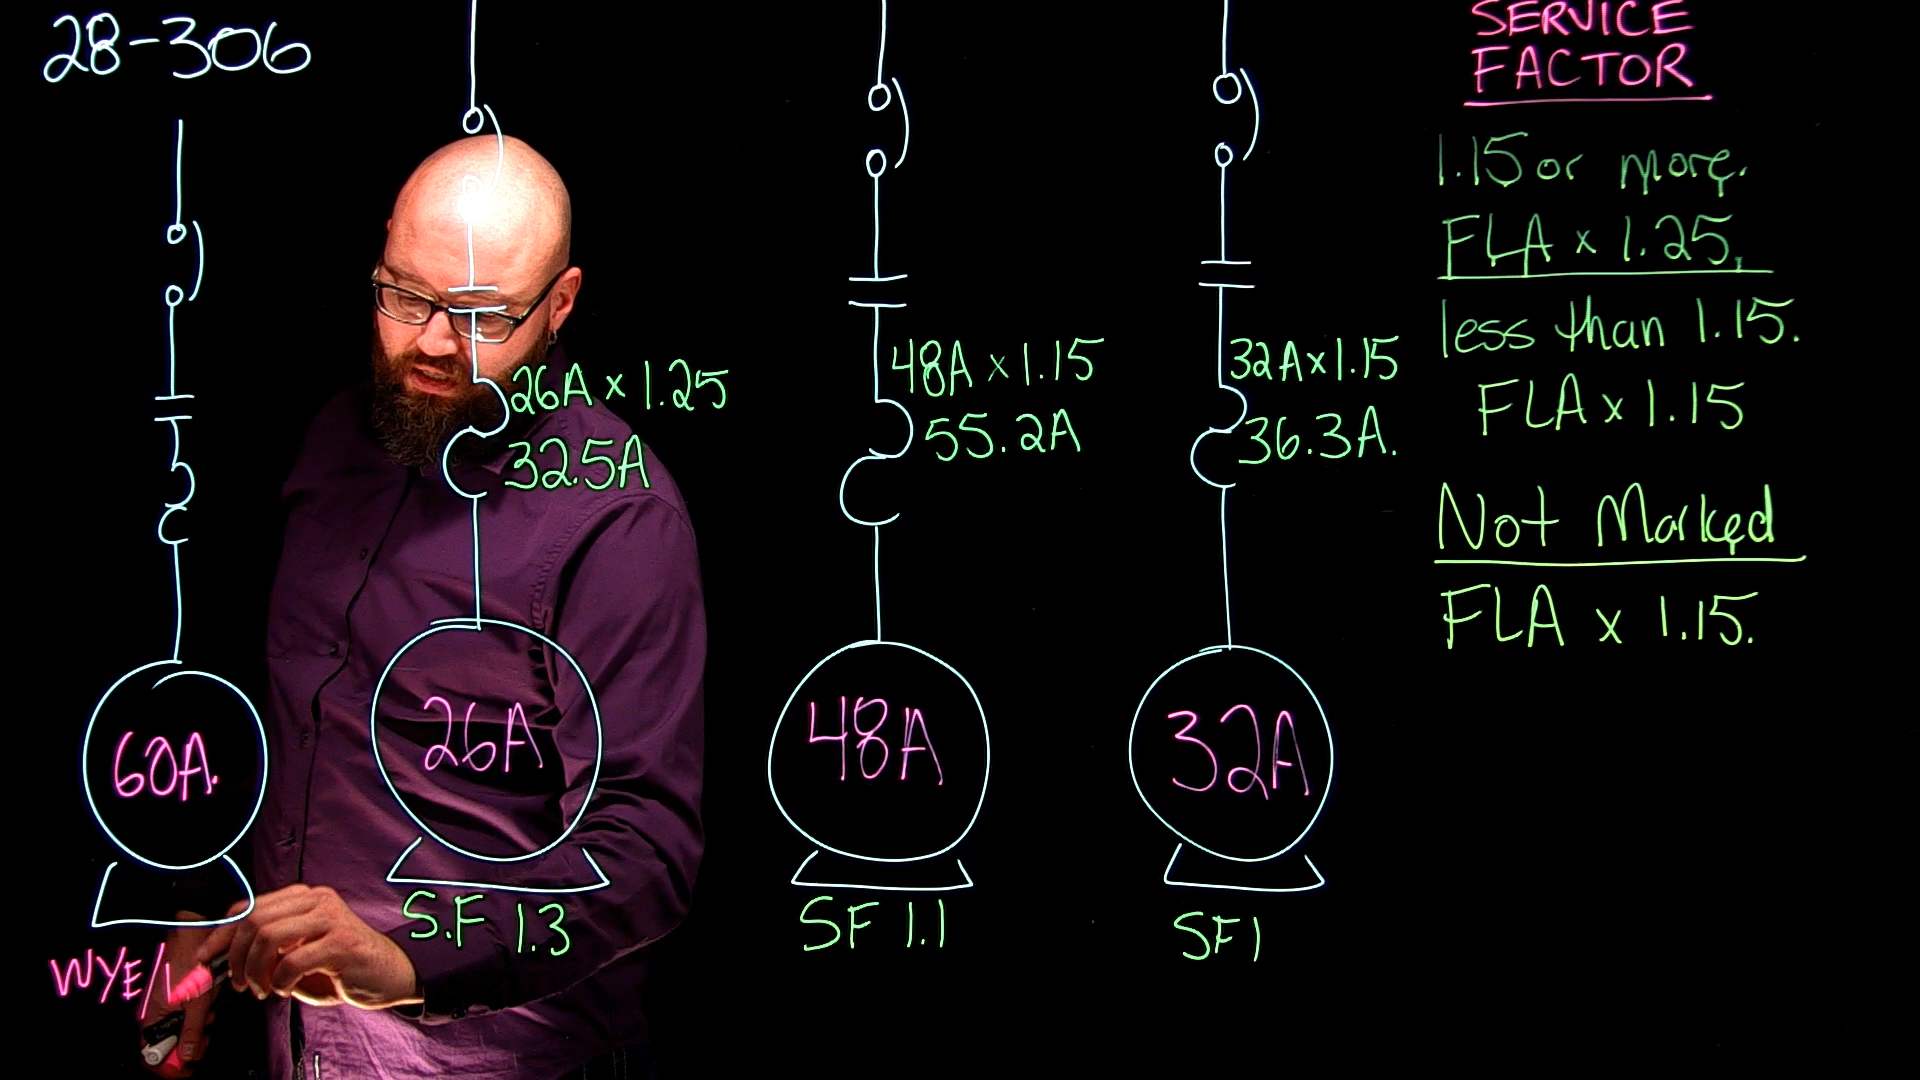 28-306
26A x 1.25
32.5A
48A x 1.15
55.2A
32A x 1.15
36.3A.
60A.
26A
48A
32A
WYE/
S.F 1.3
SF 1.1
SF 1
SERVICE
FACTOR
1.15 or more.
FLA x 1.25.
less than 1.15.
FLA x 1.15
Not Marked
FLA x 1.15.